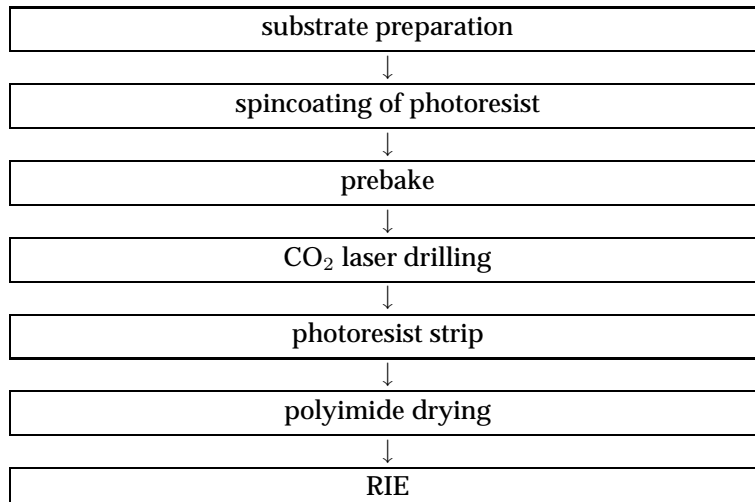 substrate preparation
↓
spincoating of photoresist
↓
prebake
↓
CO₂ laser drilling
↓
photoresist strip
↓
polyimide drying
↓
RIE